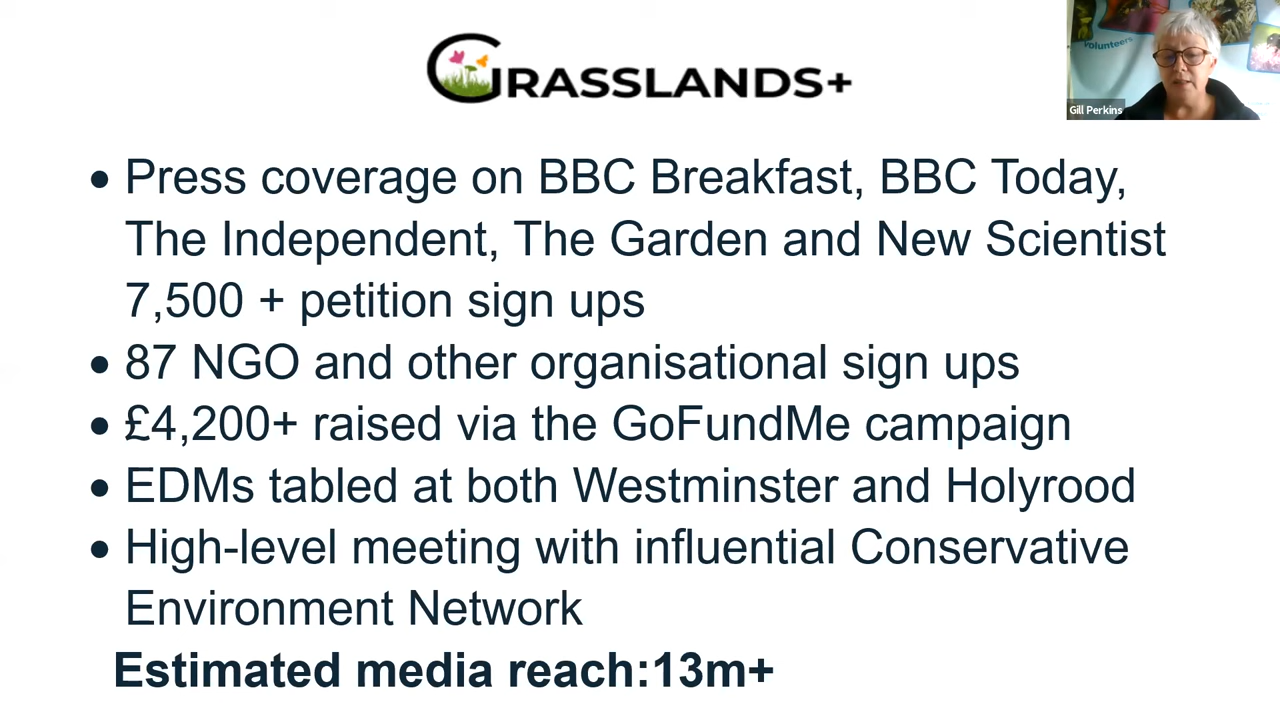 GRASSLANDS+
volunteers
Gill Perkins
• Press coverage on BBC Breakfast, BBC Today,
The Independent, The Garden and New Scientist
7,500 + petition sign ups
• 87 NGO and other organisational sign ups
• £4,200+ raised via the GoFundMe campaign
• EDMs tabled at both Westminster and Holyrood
• High-level meeting with influential Conservative
Environment Network
Estimated media reach:13m+